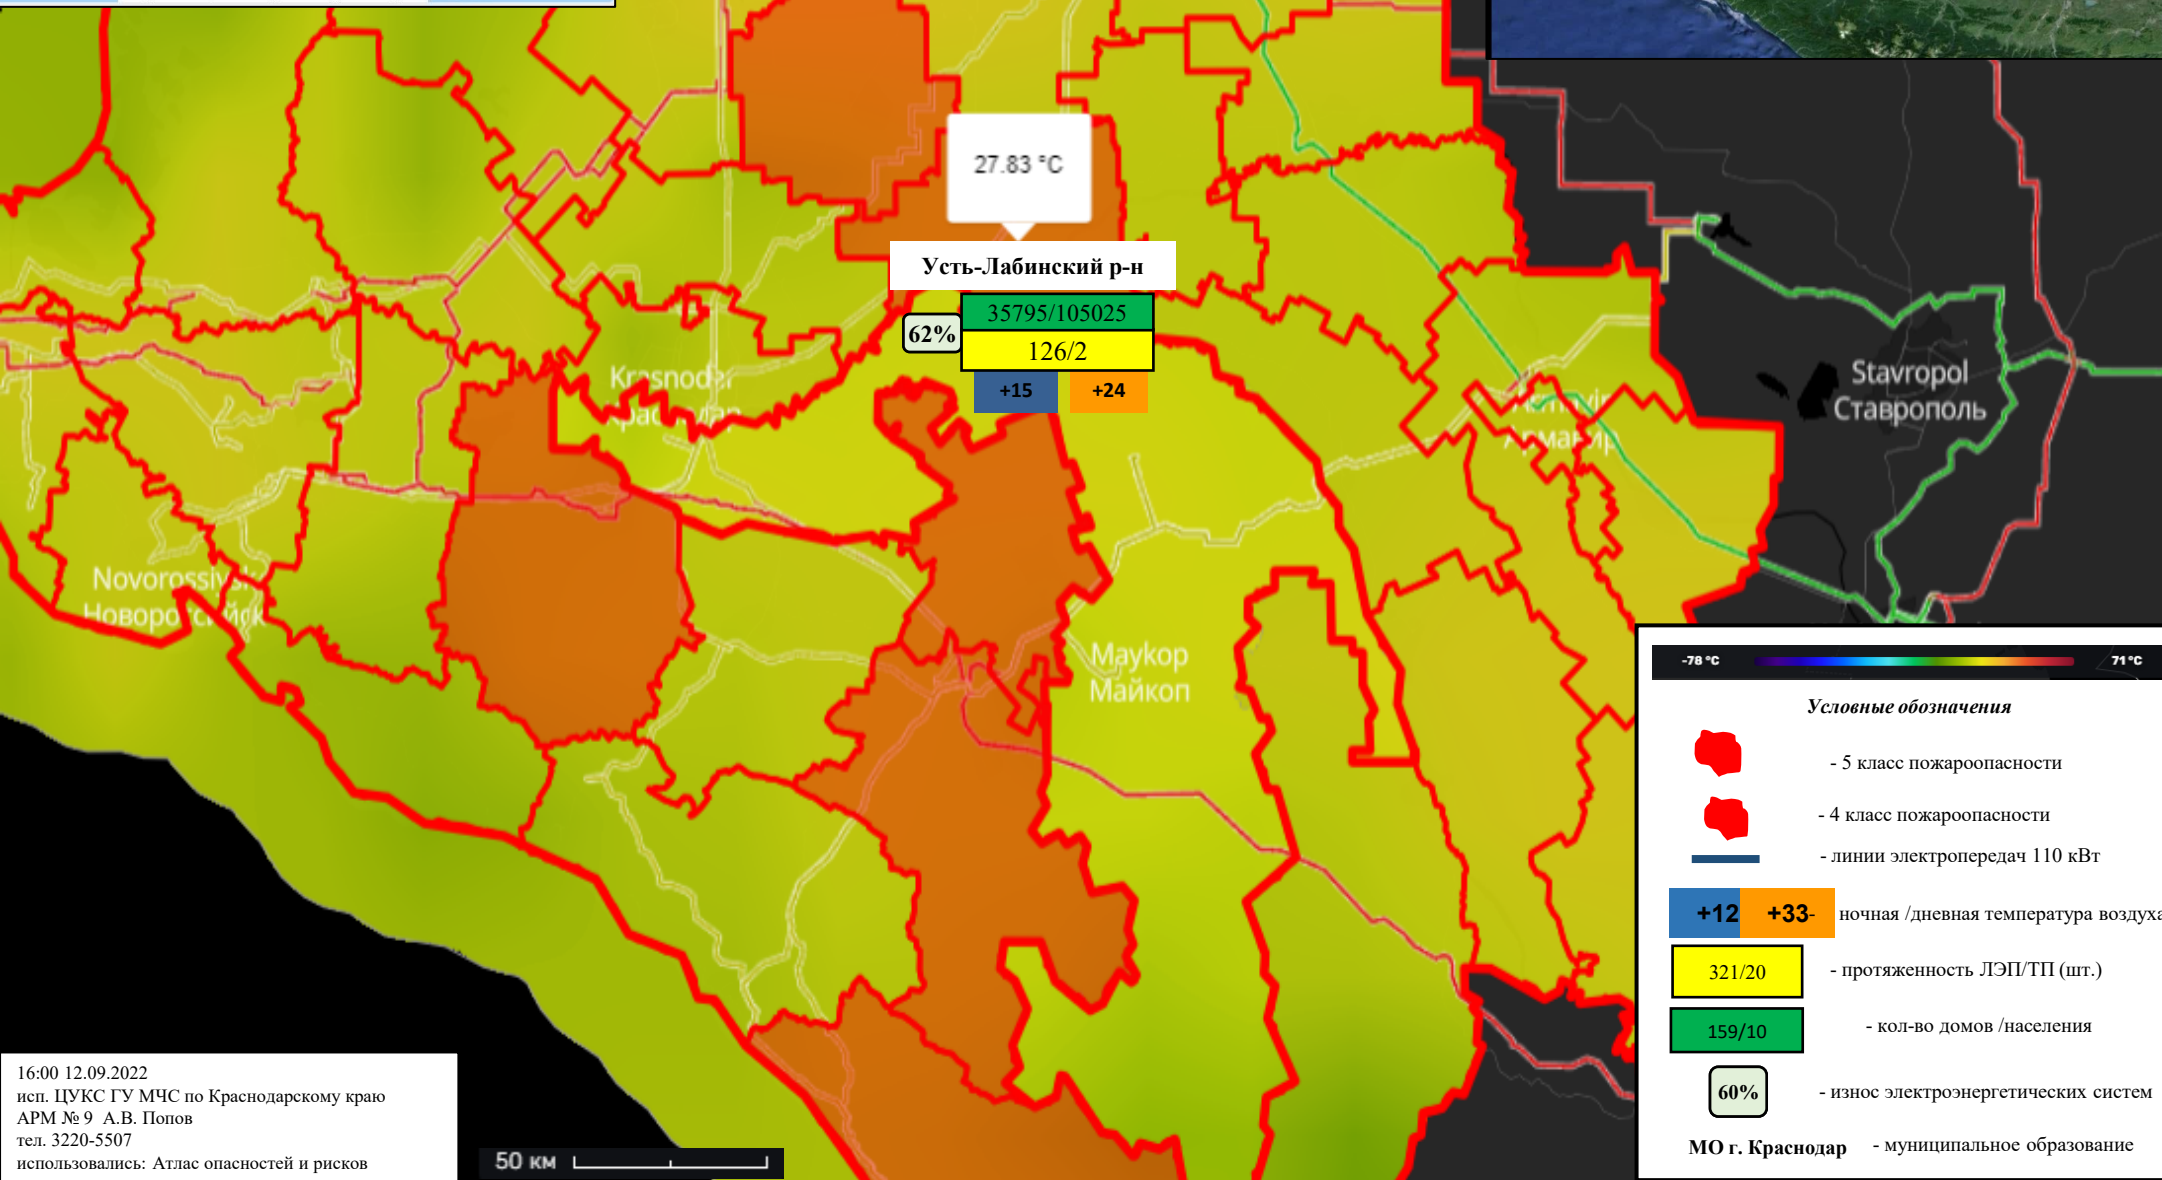 27.83 °C
Усть-Лабинский р-н
35795/105025
62%
126/2
+15
+24
Krasnodar
Краснодар
Armavir
Армавир
Stavropol
Ставрополь
Novorossiysk
Новороссийск
Maykop
Майкоп
-78 °C
71°C
Условные обозначения
- 5 класс пожароопасности
- 4 класс пожароопасности
- линии электропередач 110 кВт
+12 +33- ночная /дневная температура воздуха
321/20 - протяженность ЛЭП/ТП (шт.)
159/10 - кол-во домов /населения
60% - износ электроэнергетических систем
МО г. Краснодар - муниципальное образование
16:00 12.09.2022
исп. ЦУКС ГУ МЧС по Краснодарскому краю
АРМ № 9 А.В. Попов
тел. 3220-5507
использовались: Атлас опасностей и рисков
50 км